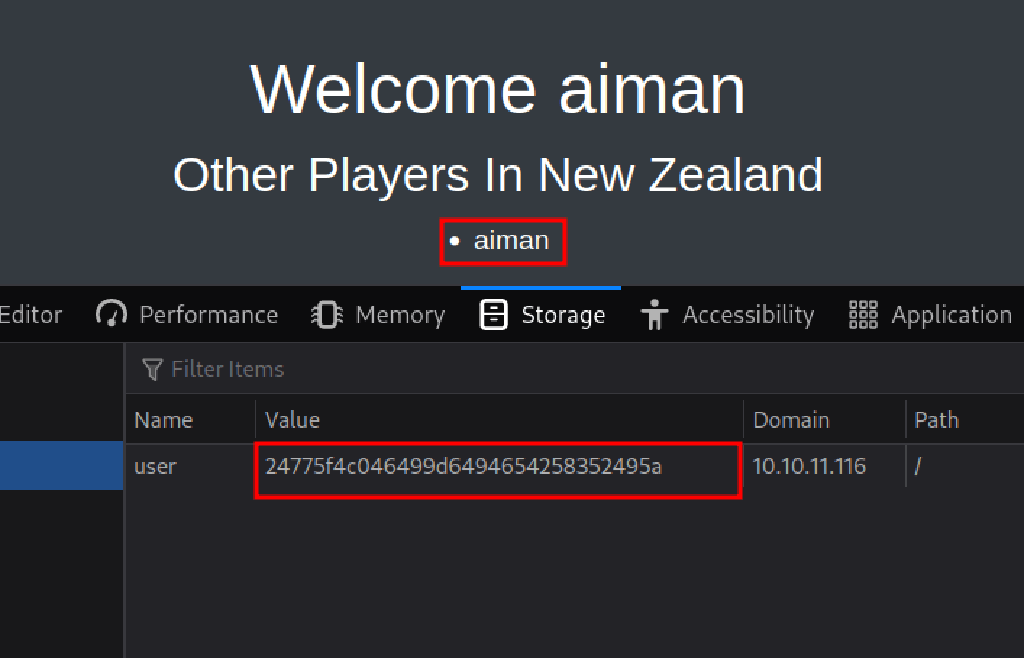 Welcome aiman
Other Players In New Zealand
• aiman
Editor Performance Memory Storage Accessibility Application
Filter Items
Name Value Domain Path
user 24775f4c046499d6494654258352495a 10.10.11.116 /